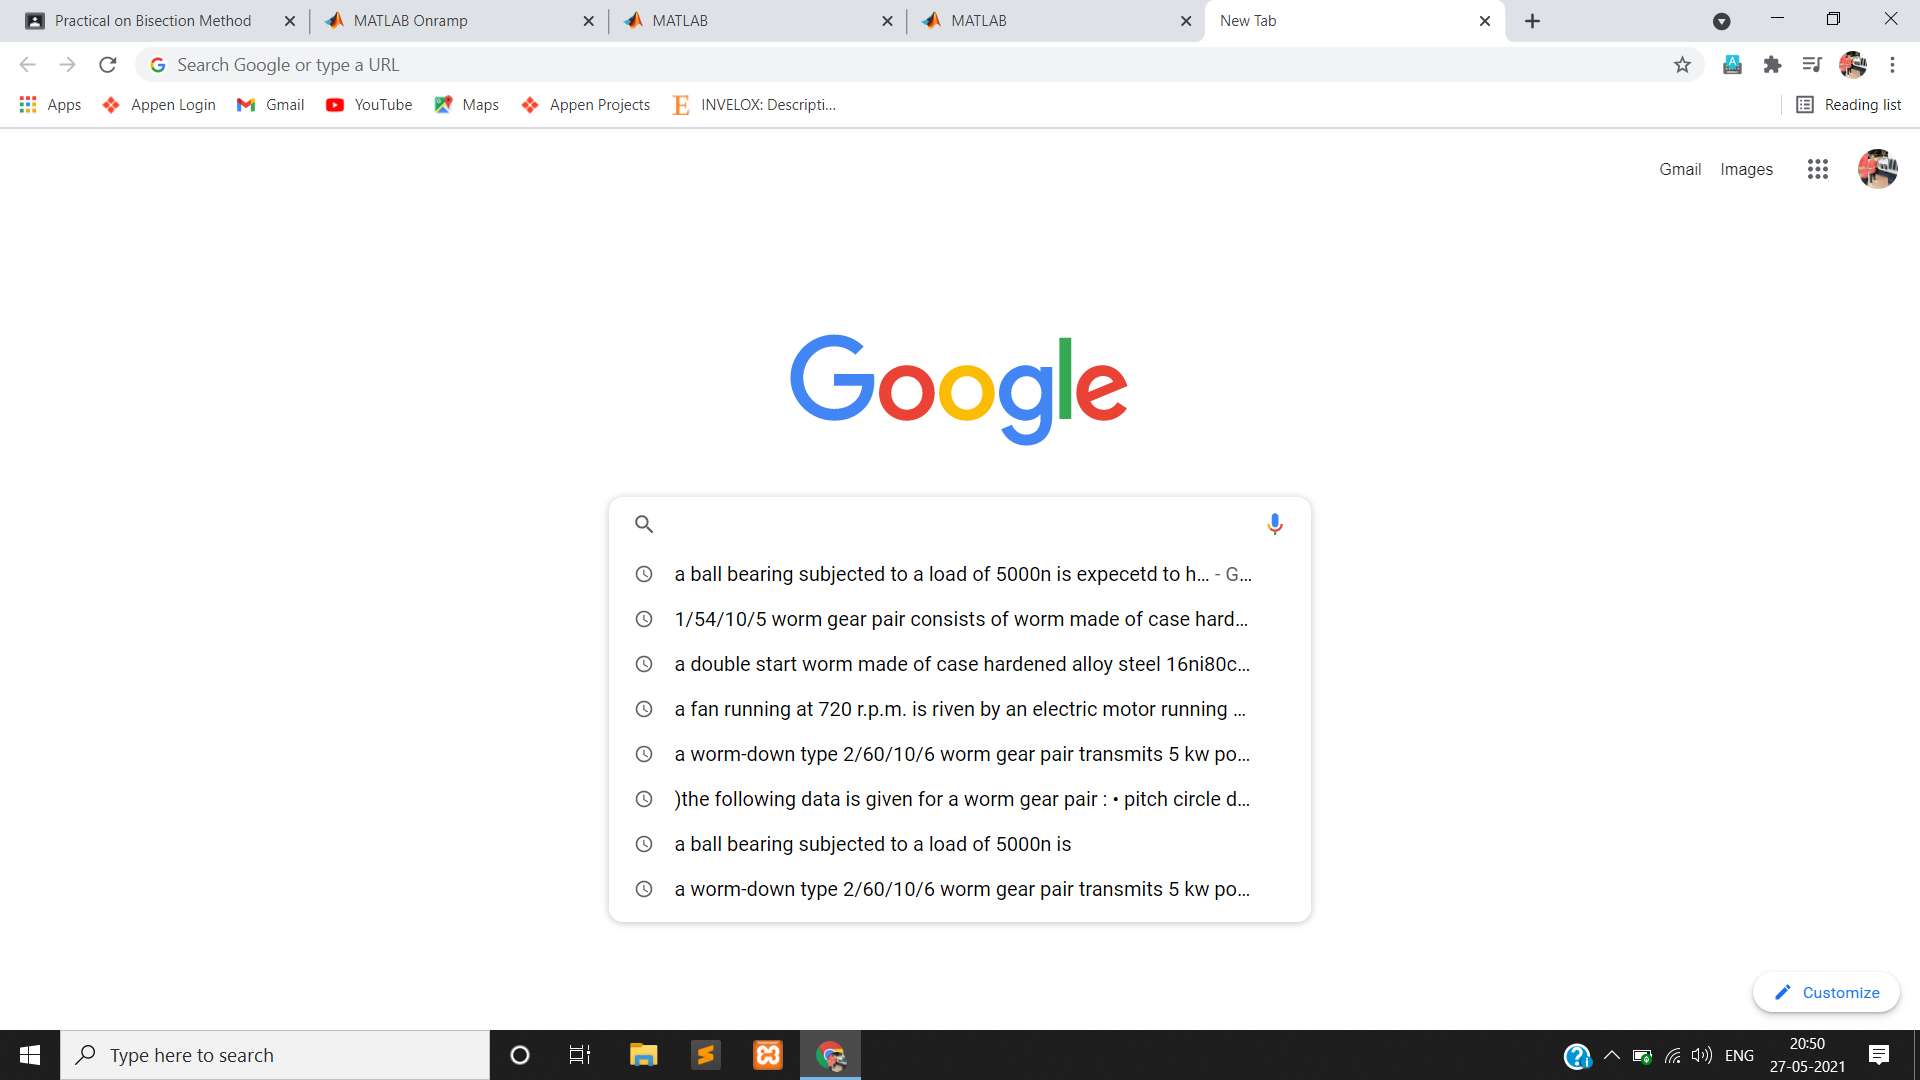 Practical on Bisection Method
MATLAB Onramp
MATLAB
MATLAB
New Tab
Search Google or type a URL
Apps
Appen Login
Gmail
YouTube
Maps
Appen Projects
INVELOX: Descripti...
Reading list
Gmail
Images
Google
a ball bearing subjected to a load of 5000n is expecetd to h... - G...
1/54/10/5 worm gear pair consists of worm made of case hard...
a double start worm made of case hardened alloy steel 16ni80c...
a fan running at 720 r.p.m. is riven by an electric motor running ...
a worm-down type 2/60/10/6 worm gear pair transmits 5 kw po...
)the following data is given for a worm gear pair : • pitch circle d...
a ball bearing subjected to a load of 5000n is
a worm-down type 2/60/10/6 worm gear pair transmits 5 kw po...
Customize
Type here to search
ENG
20:50
27-05-2021